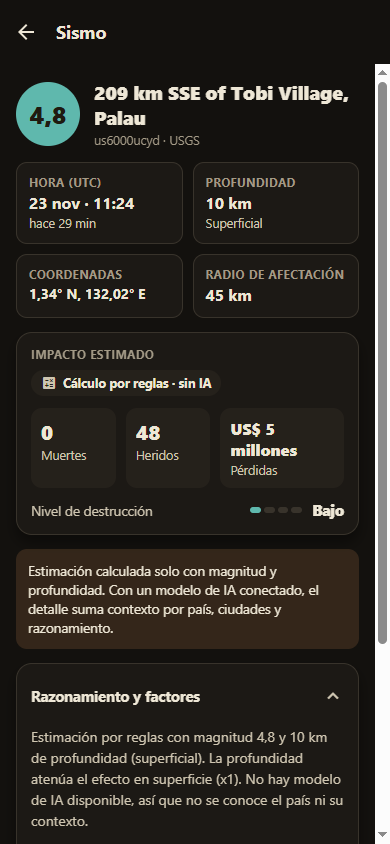 Sismo
4,8
209 km SSE of Tobi Village,
Palau
us6000ucyd · USGS
HORA (UTC)
23 nov · 11:24
hace 29 min
PROFUNDIDAD
10 km
Superficial
COORDENADAS
1,34° N, 132,02° E
RADIO DE AFECTACIÓN
45 km
IMPACTO ESTIMADO
Cálculo por reglas · sin IA
0
Muertes
48
Heridos
US$ 5
millones
Pérdidas
Nivel de destrucción
Bajo
Estimación calculada solo con magnitud y
profundidad. Con un modelo de IA conectado, el
detalle suma contexto por país, ciudades y
razonamiento.
Razonamiento y factores
Estimación por reglas con magnitud 4,8 y 10 km
de profundidad (superficial). La profundidad
atenúa el efecto en superficie (x1). No hay modelo
de IA disponible, así que no se conoce el país ni su
contexto.